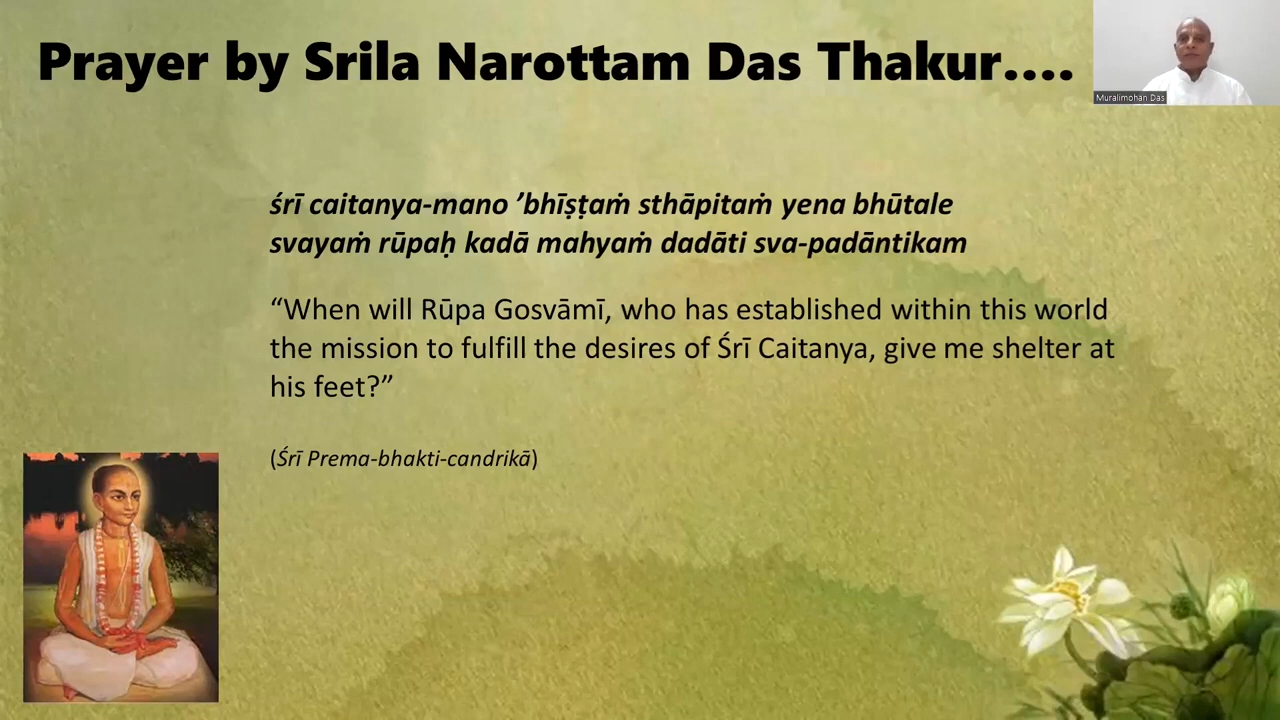 Prayer by Srila Narottam Das Thakur....
Muralimohan Das
śrī caitanya-mano ’bhīṣṭaṁ sthāpitaṁ yena bhūtale
svayaṁ rūpaḥ kadā mahyaṁ dadāti sva-padāntikam
“When will Rūpa Gosvāmī, who has established within this world
the mission to fulfill the desires of Śrī Caitanya, give me shelter at
his feet?”
(Śrī Prema-bhakti-candrikā)